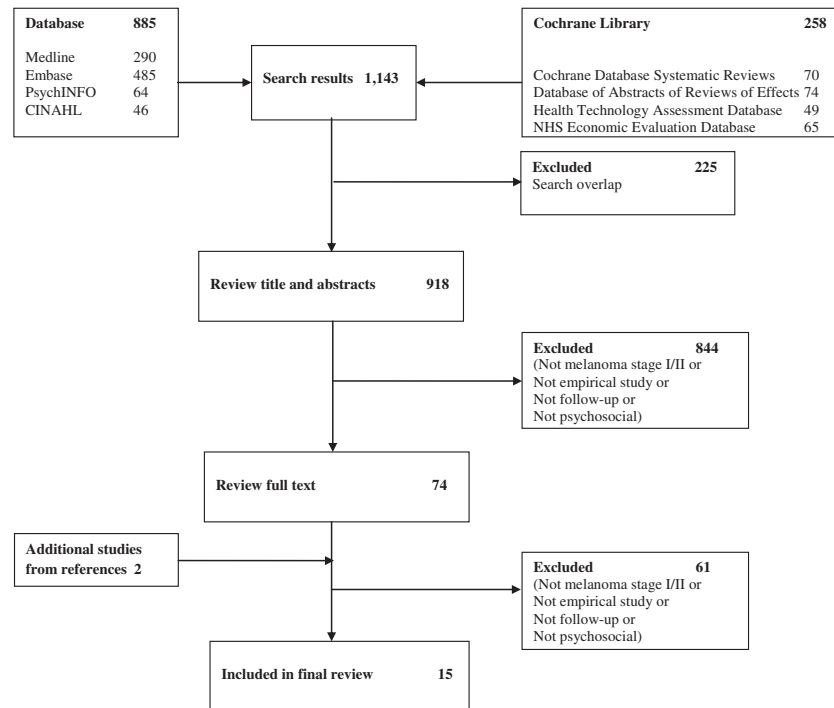 Database 885
Medline 290
Embase 485
PsychINFO 64
CINAHL 46
Search results 1,143
Cochrane Library 258
Cochrane Database Systematic Reviews 70
Database of Abstracts of Reviews of Effects 74
Health Technology Assessment Database 49
NHS Economic Evaluation Database 65
Excluded 225
Search overlap
Review title and abstracts 918
Excluded 844
(Not melanoma stage I/II or
Not empirical study or
Not follow-up or
Not psychosocial)
Review full text 74
Additional studies
from references 2
Excluded 61
(Not melanoma stage I/II or
Not empirical study or
Not follow-up or
Not psychosocial)
Included in final review 15